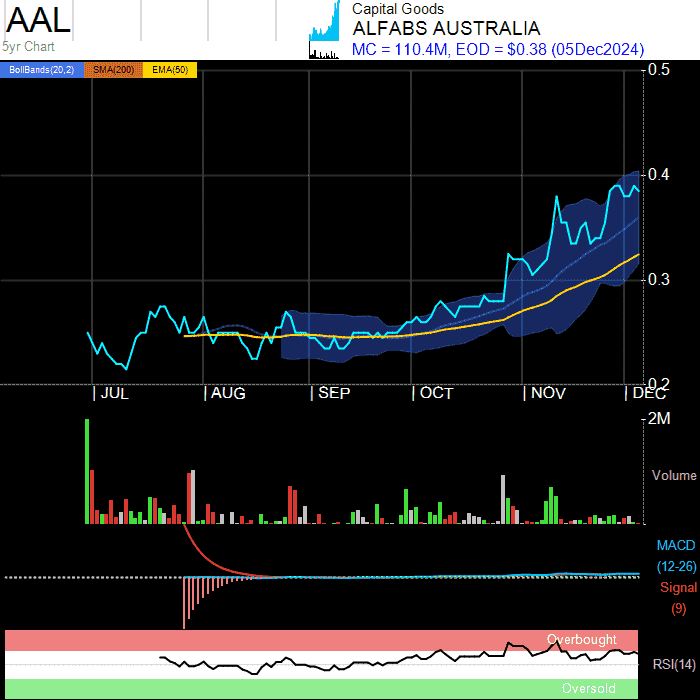 AAL
5yr Chart
Capital Goods
ALFABS AUSTRALIA
MC = 110.4M, EOD = $0.38 (05Dec2024)
BollBands(20,2) SMA(200) EMA(50)
0.5
0.4
0.3
0.2
| JUL | AUG | SEP | OCT | NOV | DEC
2M
Volume
MACD
(12-26)
Signal
(9)
Overbought
RSI(14)
Oversold